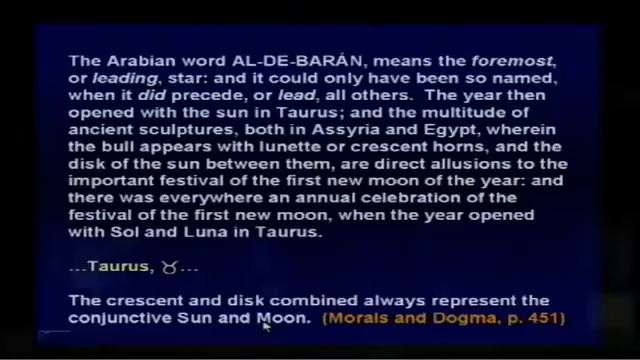 The Arabian word AL-DE-BARÁN, means the foremost,
or leading, star: and it could only have been so named,
when it did precede, or lead, all others. The year then
opened with the sun in Taurus; and the multitude of
ancient sculptures, both in Assyria and Egypt, wherein
the bull appears with lunette or crescent horns, and the
disk of the sun between them, are direct allusions to the
important festival of the first new moon of the year: and
there was everywhere an annual celebration of the
festival of the first new moon, when the year opened
with Sol and Luna in Taurus.
...Taurus, ♉...
The crescent and disk combined always represent the
conjunctive Sun and Moon. (Morals and Dogma, p. 451)